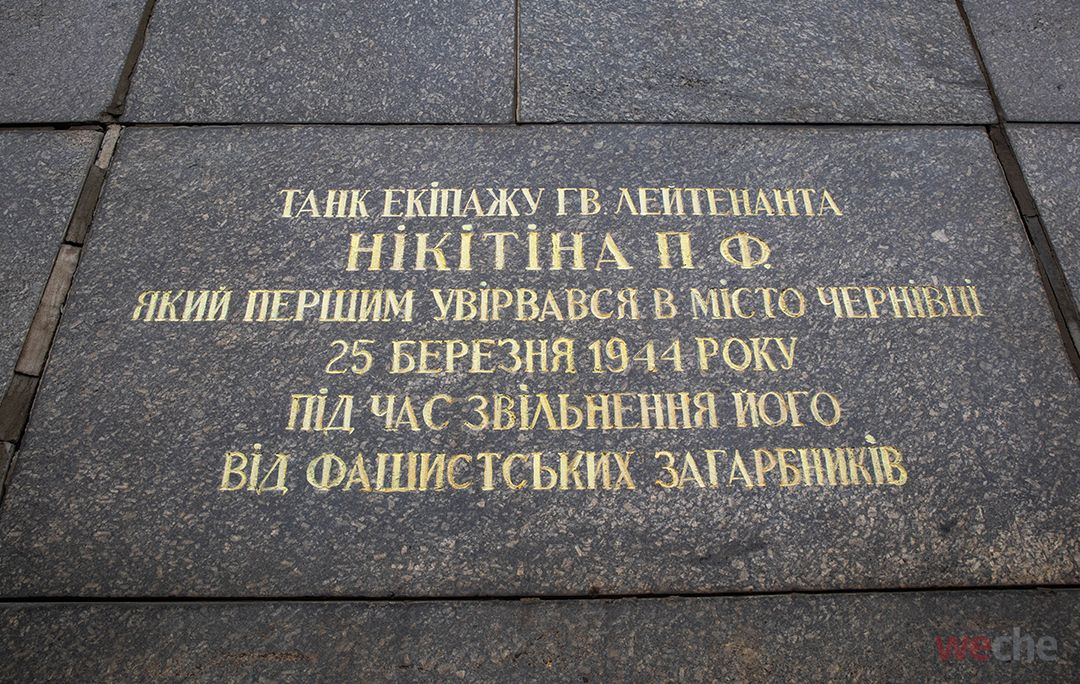 ТАНК ЕКІПАЖУ ГВ. ЛЕЙТЕНАНТА
НІКІТІНА П. Ф.
ЯКИЙ ПЕРШИМ УВІРВАВСЯ В МІСТО ЧЕРНІВЦІ
25 БЕРЕЗНЯ 1944 РОКУ
ПІД ЧАС ЗВІЛЬНЕННЯ ЙОГО
ВІД ФАШИСТСЬКИХ ЗАГАРБНИКІВ
weche